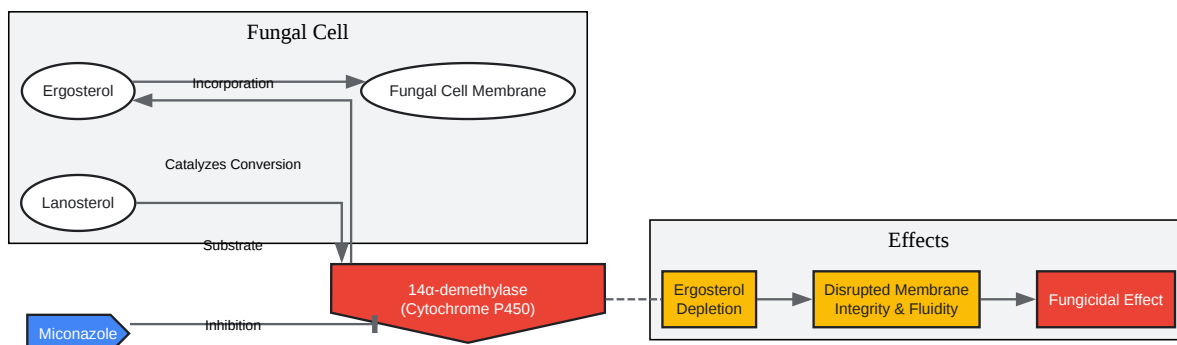 Fungal Cell
Ergosterol
Incorporation
Fungal Cell Membrane
Catalyzes Conversion
Lanosterol
Substrate
14α-demethylase
(Cytochrome P450)
Miconazole
Inhibition
Effects
Ergosterol
Depletion
Disrupted Membrane
Integrity & Fluidity
Fungicidal Effect